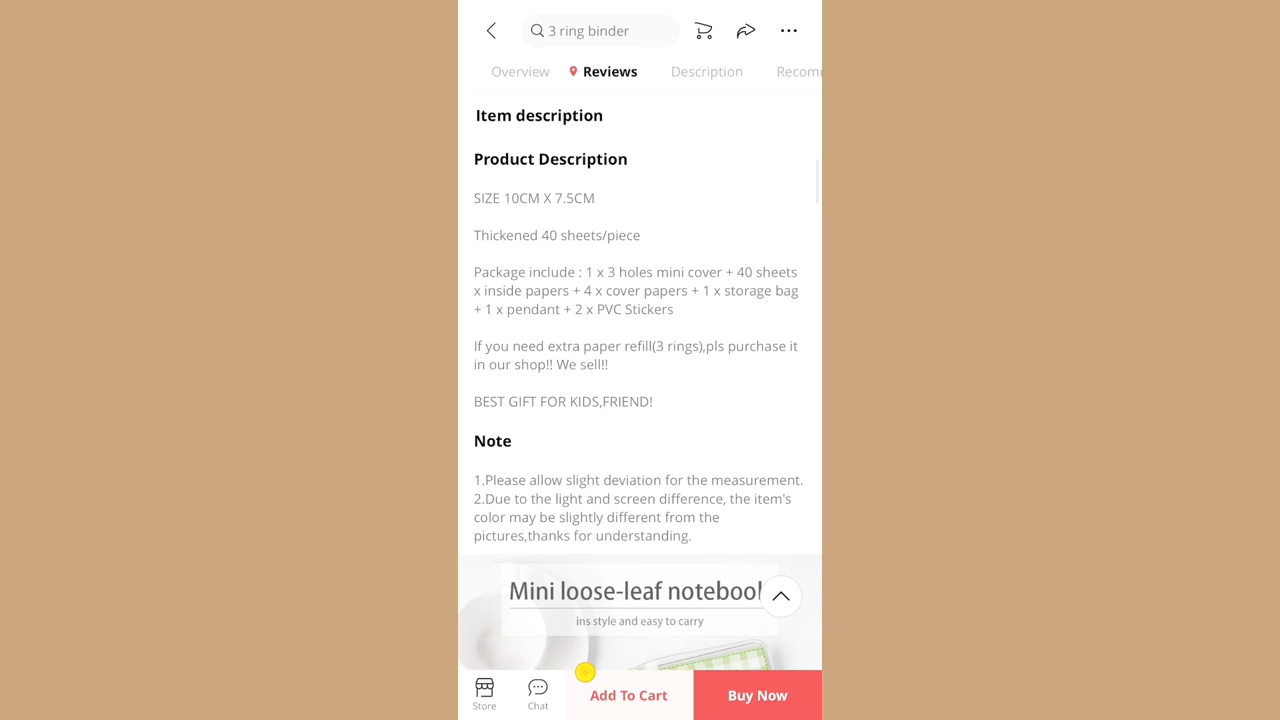 3 ring binder
Overview
Reviews
Description
Item description
Product Description
SIZE 10CM X 7.5CM
Thickened 40 sheets/piece
Package include : 1 x 3 holes mini cover + 40 sheets
x inside papers + 4 x cover papers + 1 x storage bag
+ 1 x pendant + 2 x PVC Stickers
If you need extra paper refill(3 rings),pls purchase it
in our shop!! We sell!!
BEST GIFT FOR KIDS,FRIEND!
Note
1.Please allow slight deviation for the measurement.
2.Due to the light and screen difference, the item's
color may be slightly different from the
pictures,thanks for understanding.
Mini loose-leaf notebook
ins style and easy to carry
Store
Chat
Add To Cart
Buy Now